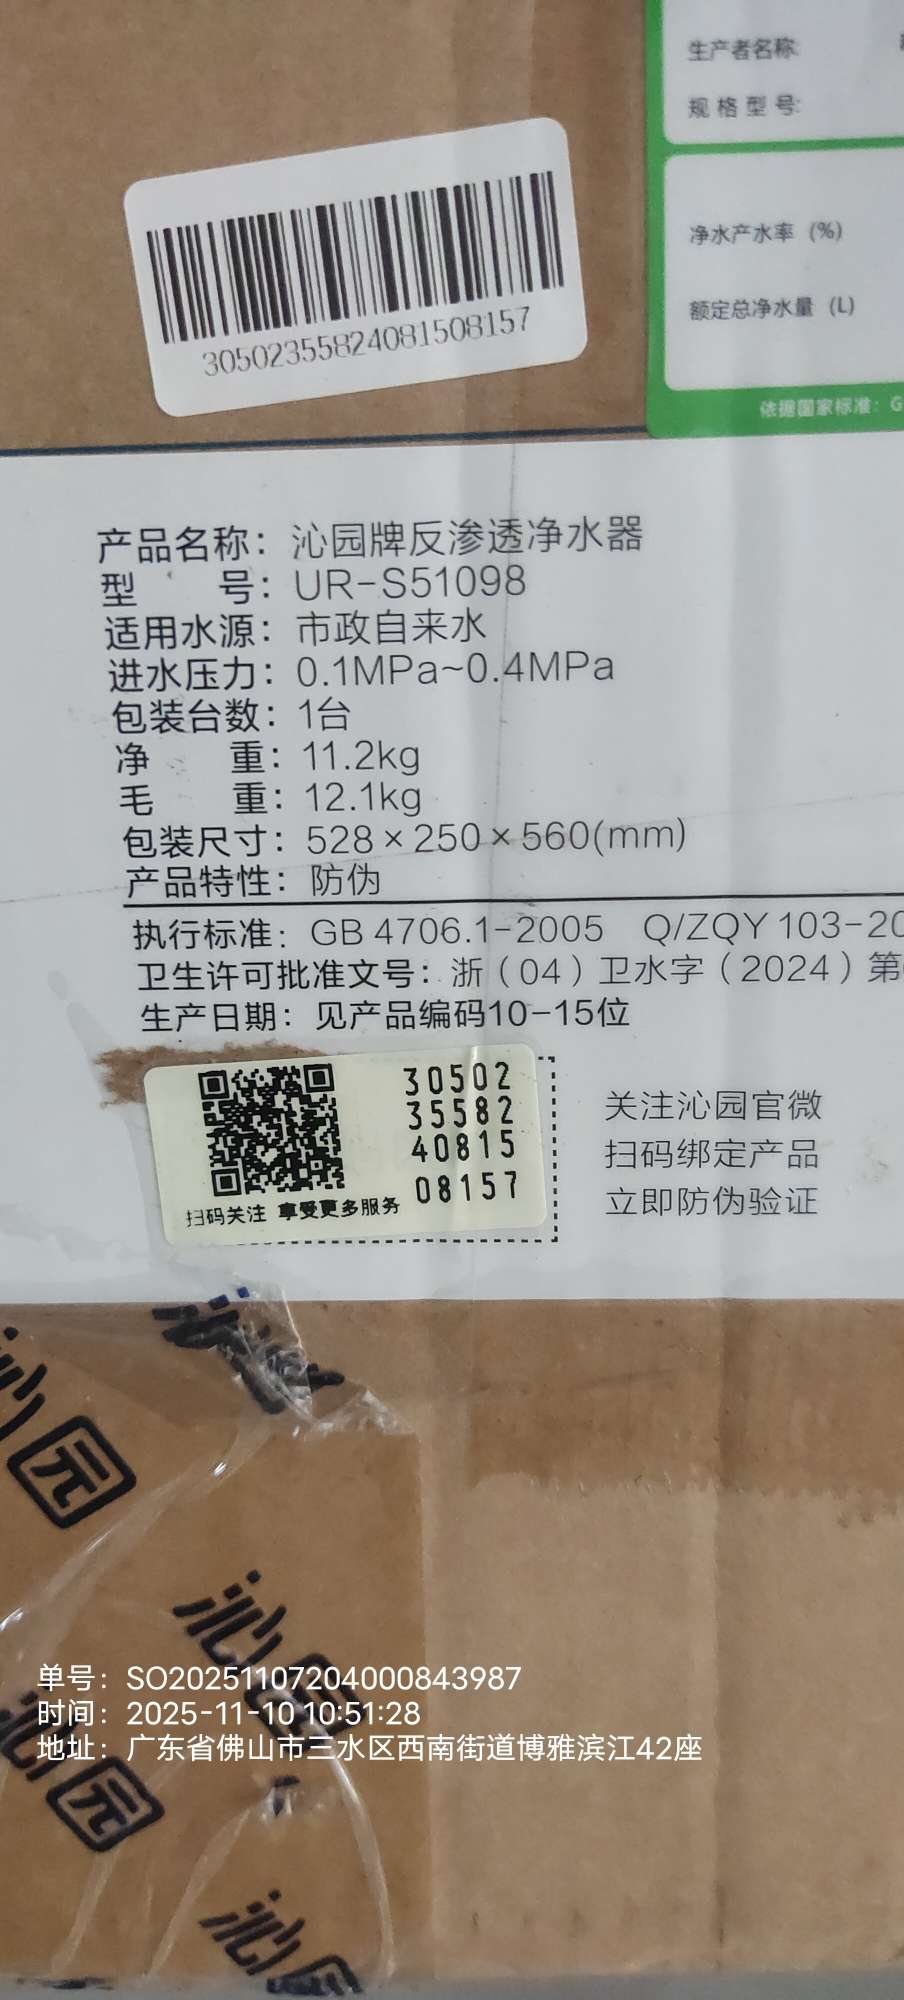 生产者名称:
规格型号:
净水产水率 (%)
额定总净水量 (L)
依据国家标准: G
30502355824081508157
产品名称：沁园牌反渗透净水器
型 号：UR-S51098
适用水源：市政自来水
进水压力：0.1MPa~0.4MPa
包装台数：1台
净 重：11.2kg
毛 重：12.1kg
包装尺寸：528×250×560(mm)
产品特性：防伪
执行标准：GB 4706.1-2005 Q/ZQY 103-20
卫生许可批准文号：浙（04）卫水字（2024）第
生产日期：见产品编码10-15位
30502
35582
40815
08157
扫码关注 享受更多服务
关注沁园官微
扫码绑定产品
立即防伪验证
沁园
沁园
沁园
沁园
单号：SO20251107204000843987
时间：2025-11-10 10:51:28
地址：广东省佛山市三水区西南街道博雅滨江42座